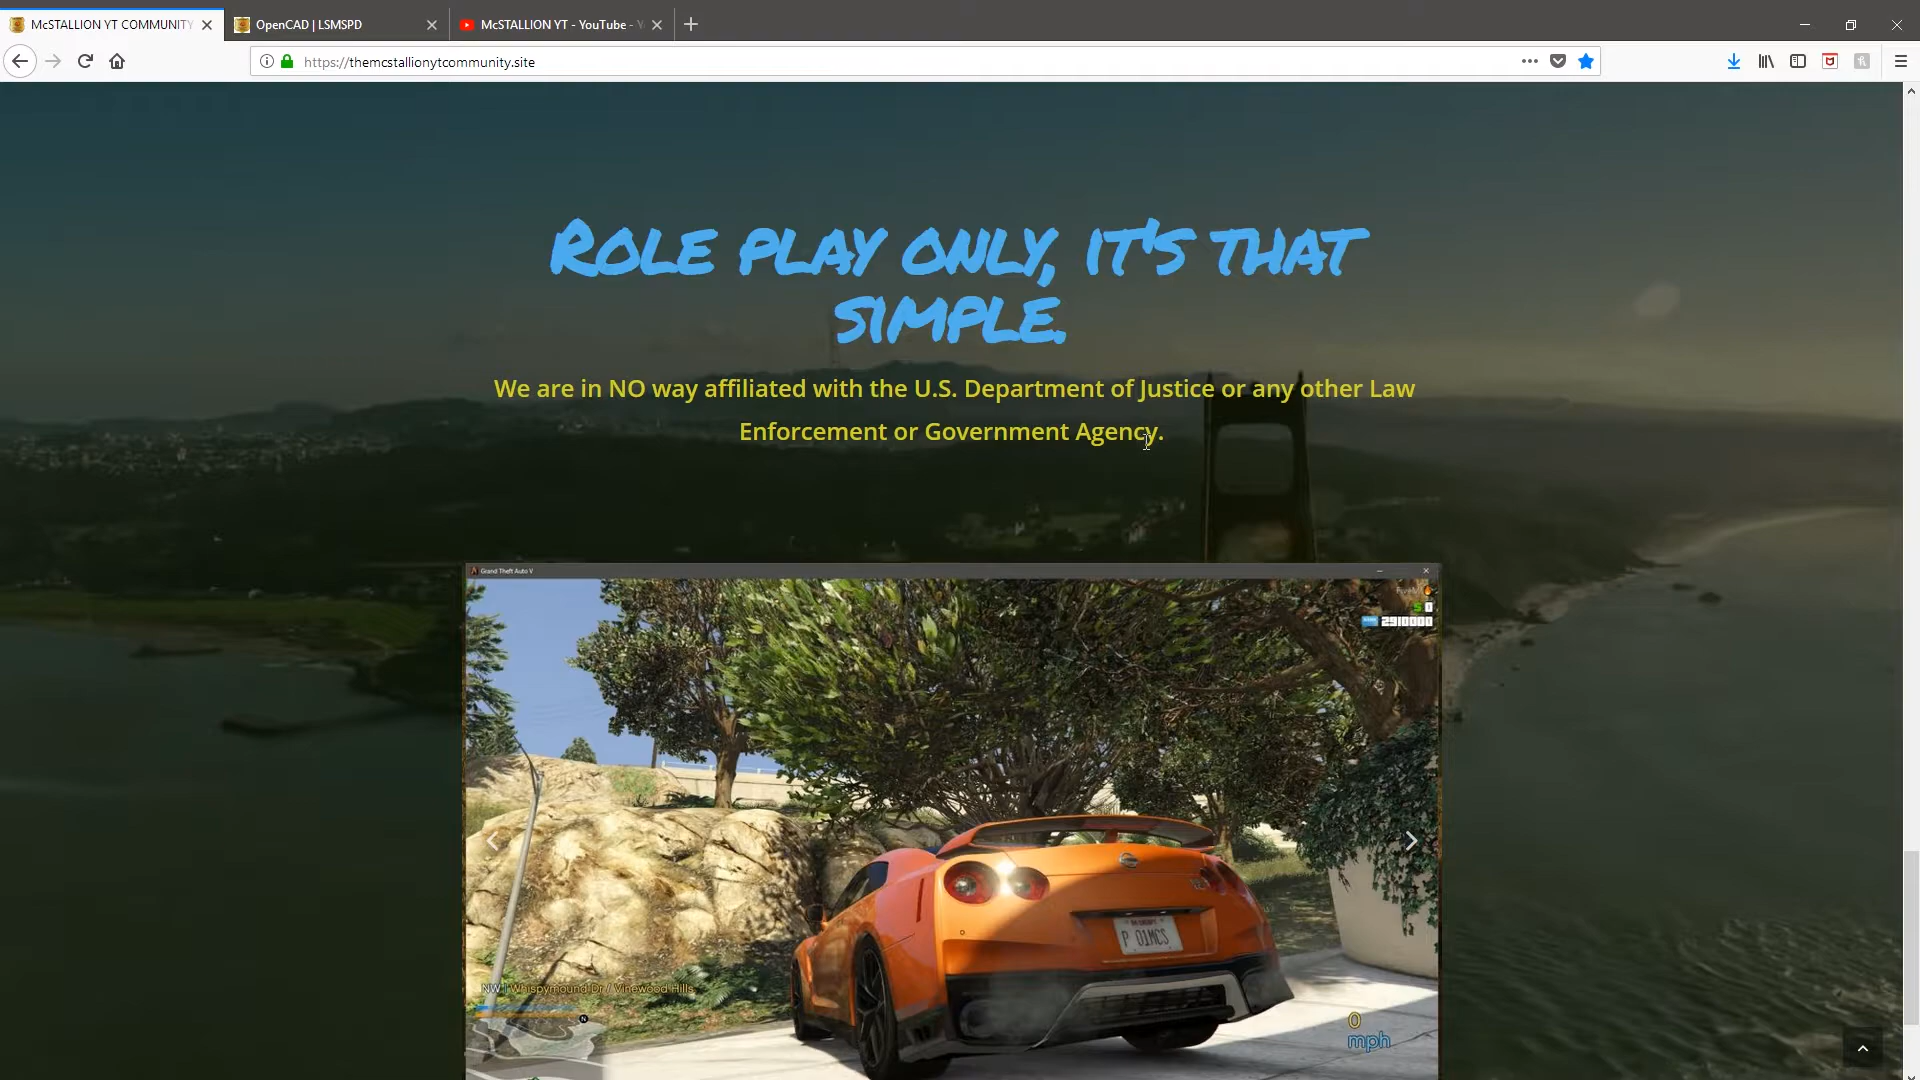 McSTALLION YT COMMUNITY
OpenCAD | LSMSPD
McSTALLION YT - YouTube -
https://themcstallionytcommunity.site
ROLE PLAY ONLY, IT'S THAT
SIMPLE.
We are in NO way affiliated with the U.S. Department of Justice or any other Law
Enforcement or Government Agency.
Grand Theft Auto V
2910000
P 01MCS
NW | Whispymound Dr / Vinewood Hills
N
0
mph